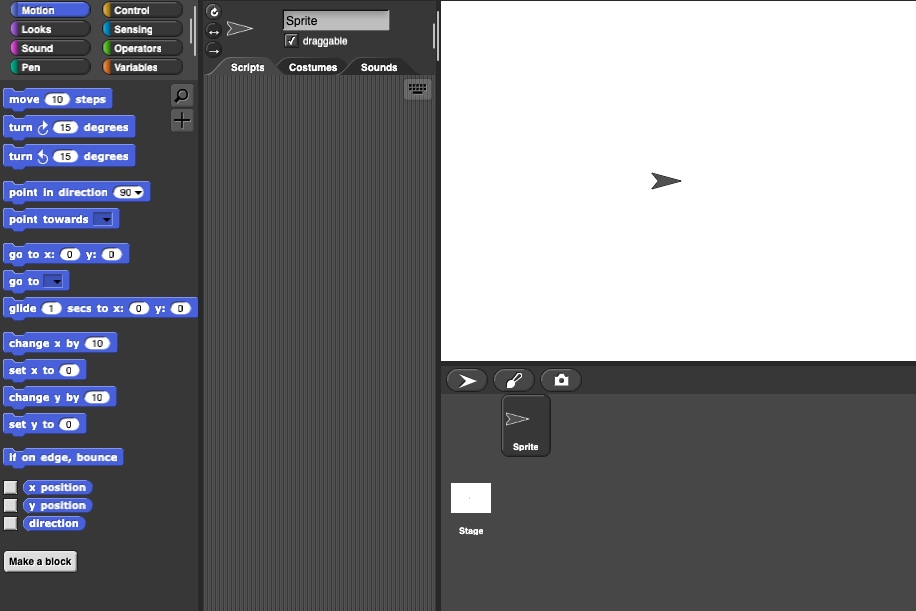 Motion
Control
Looks
Sensing
Sound
Operators
Pen
Variables
move 10 steps
turn 15 degrees
turn 15 degrees
point in direction 90
point towards
go to x: 0 y: 0
go to
glide 1 secs to x: 0 y: 0
change x by 10
set x to 0
change y by 10
set y to 0
if on edge, bounce
x position
y position
direction
Make a block
Sprite
draggable
Scripts
Costumes
Sounds
Sprite
Stage